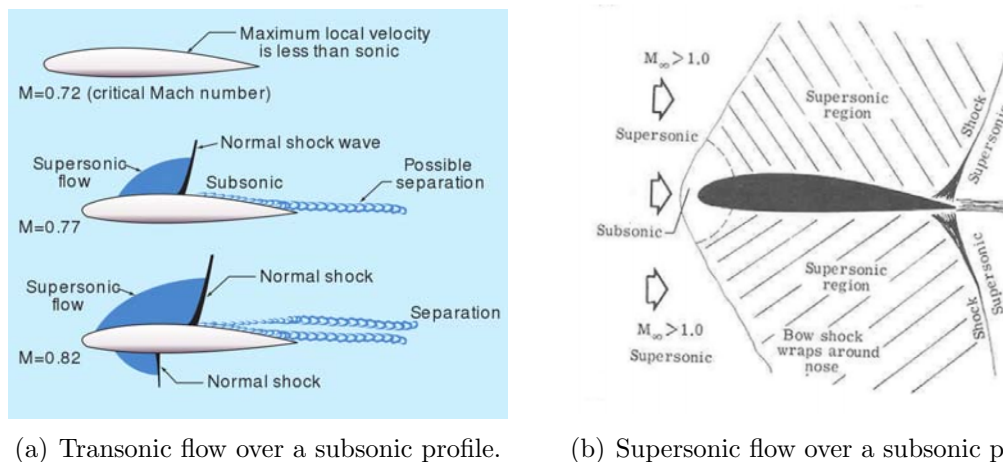 Maximum local velocity
is less than sonic
M=0.72 (critical Mach number)
Normal shock wave
Supersonic
flow
Subsonic
Possible
separation
M=0.77
Supersonic
flow
Normal shock
Separation
M=0.82
Normal shock
(a) Transonic flow over a subsonic profile.
M∞>1.0
Supersonic
Supersonic
region
Shock
Supersonic
Subsonic
Supersonic
region
M∞>1.0
Supersonic
Bow shock
wraps around
nose
Shock
Supersonic
(b) Supersonic flow over a subsonic p